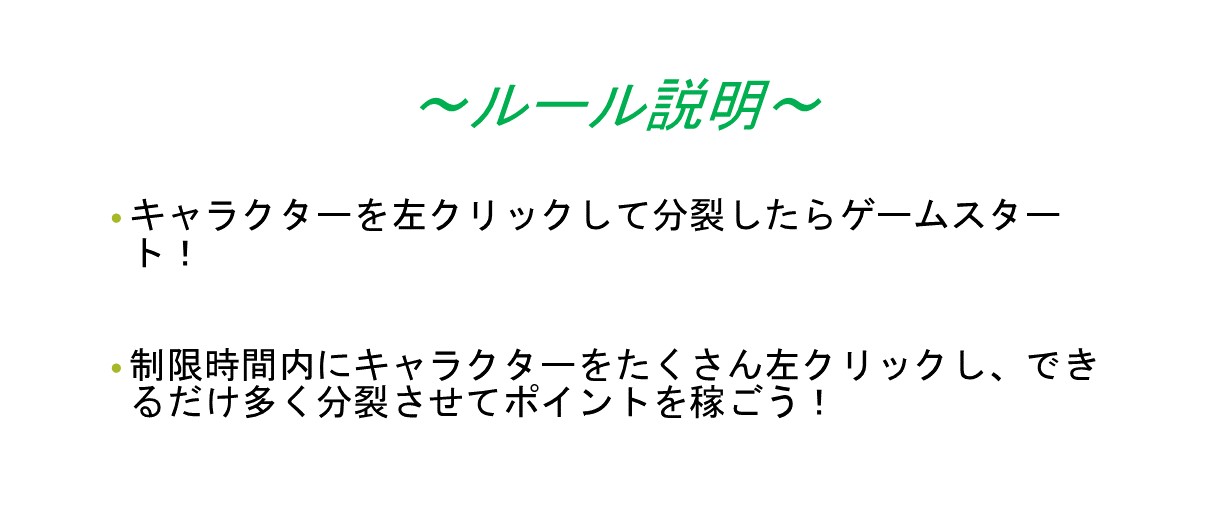 ～ルール説明～
• キャラクターを左クリックして分裂したらゲームスター
ト！
• 制限時間内にキャラクターをたくさん左クリックし、でき
るだけ多く分裂させてポイントを稼ごう！